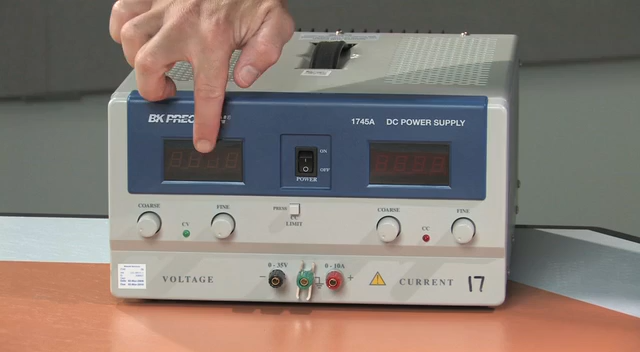 BK PREC
1745A DC POWER SUPPLY
ON
OFF
POWER
COARSE
FINE
PRESS
CC
LIMIT
COARSE
FINE
CV
CC
0 - 35V
0 - 10A
VOLTAGE
- +
CURRENT
17